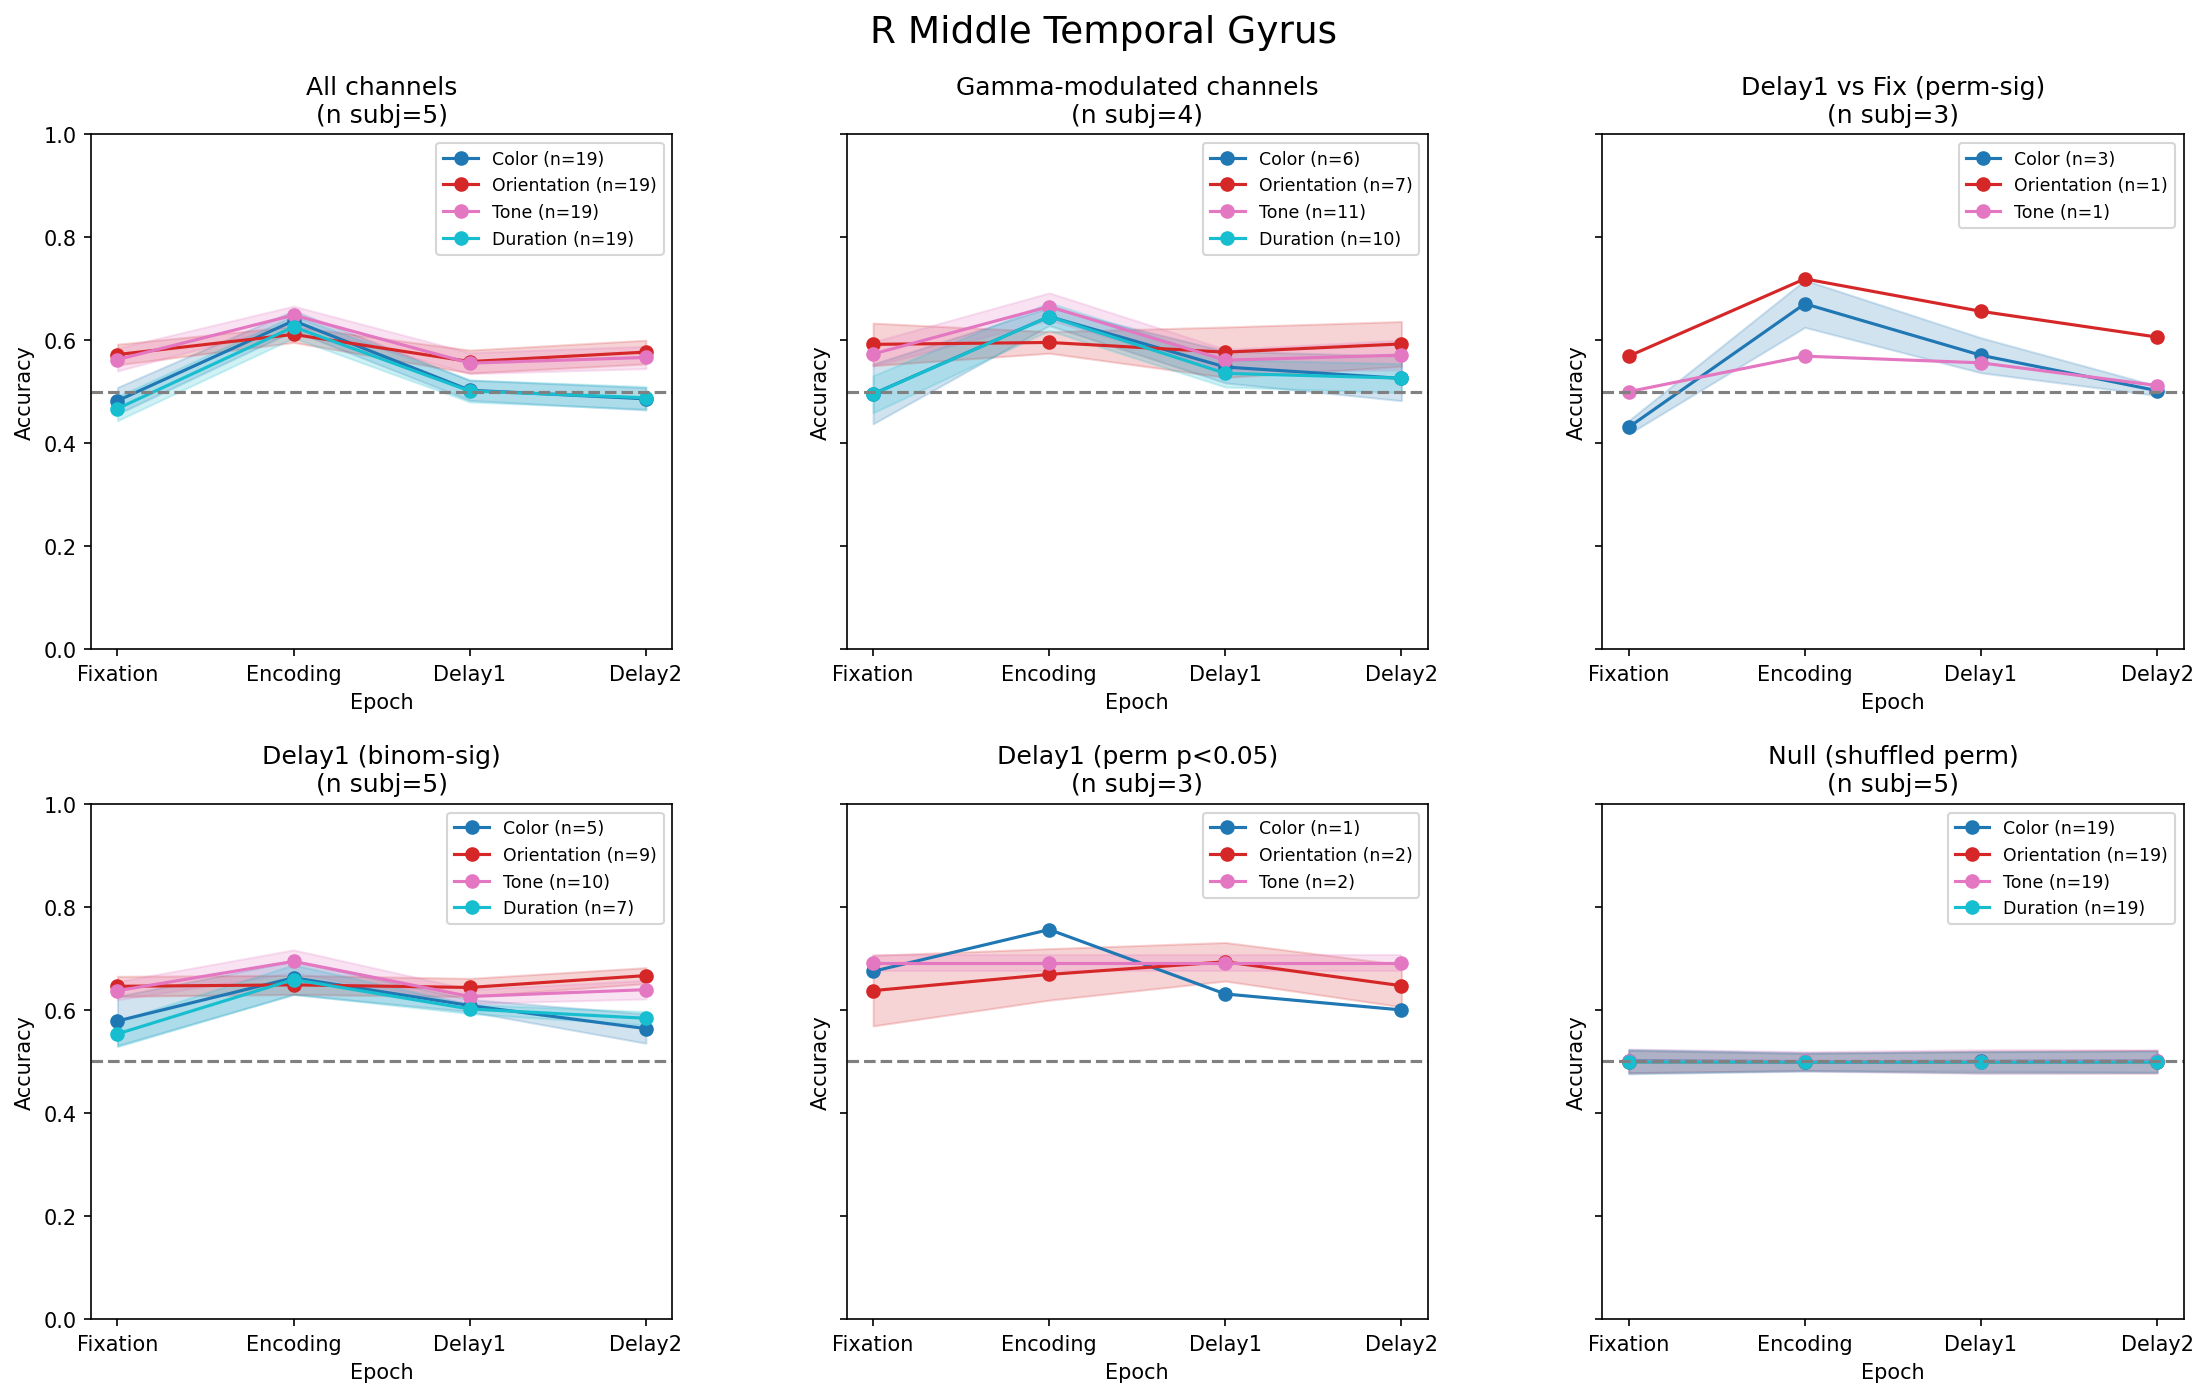 R Middle Temporal Gyrus
All channels
(n subj=5)
1.0
0.8
0.6
0.4
0.2
0.0
Accuracy
Color (n=19)
Orientation (n=19)
Tone (n=19)
Duration (n=19)
Fixation Encoding Delay1 Delay2
Epoch
Gamma-modulated channels
(n subj=4)
Accuracy
Color (n=6)
Orientation (n=7)
Tone (n=11)
Duration (n=10)
Fixation Encoding Delay1 Delay2
Epoch
Delay1 vs Fix (perm-sig)
(n subj=3)
Accuracy
Color (n=3)
Orientation (n=1)
Tone (n=1)
Fixation Encoding Delay1 Delay2
Epoch
Delay1 (binom-sig)
(n subj=5)
1.0
0.8
0.6
0.4
0.2
0.0
Accuracy
Color (n=5)
Orientation (n=9)
Tone (n=10)
Duration (n=7)
Fixation Encoding Delay1 Delay2
Epoch
Delay1 (perm p<0.05)
(n subj=3)
Accuracy
Color (n=1)
Orientation (n=2)
Tone (n=2)
Fixation Encoding Delay1 Delay2
Epoch
Null (shuffled perm)
(n subj=5)
Accuracy
Color (n=19)
Orientation (n=19)
Tone (n=19)
Duration (n=19)
Fixation Encoding Delay1 Delay2
Epoch